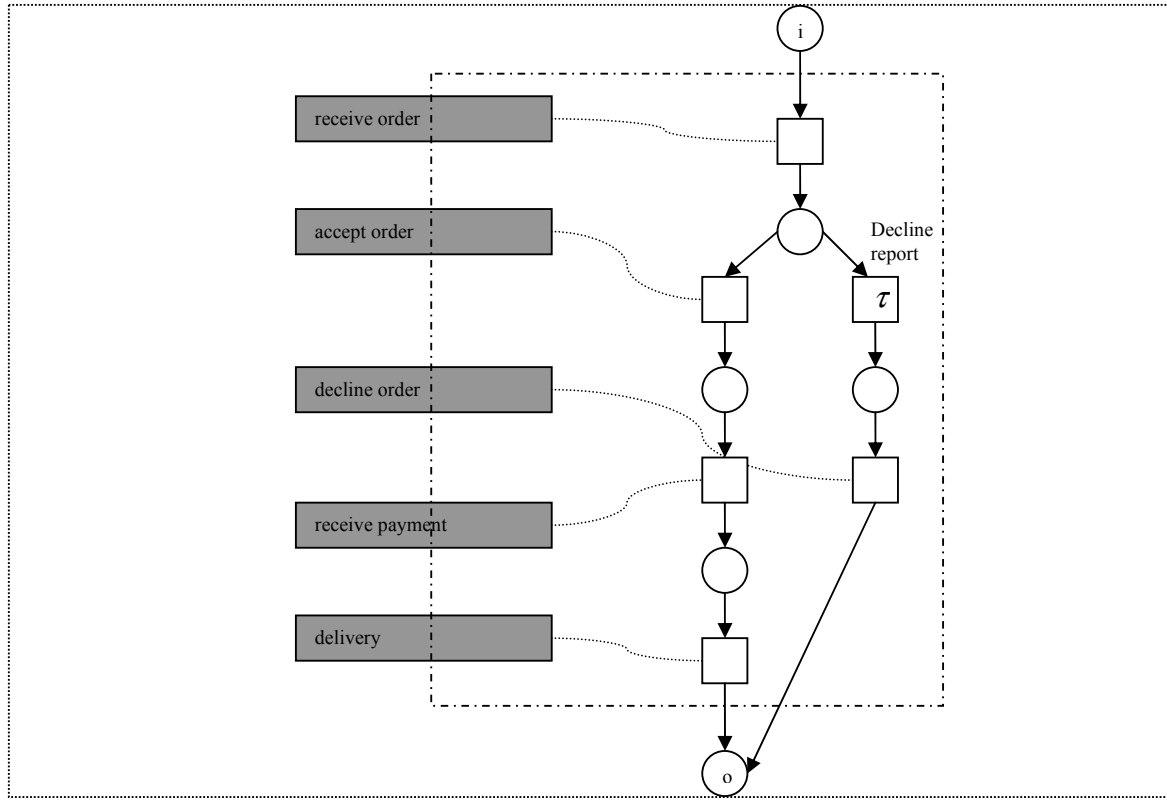 i
receive order
accept order
Decline
report
τ
decline order
receive payment
delivery
o